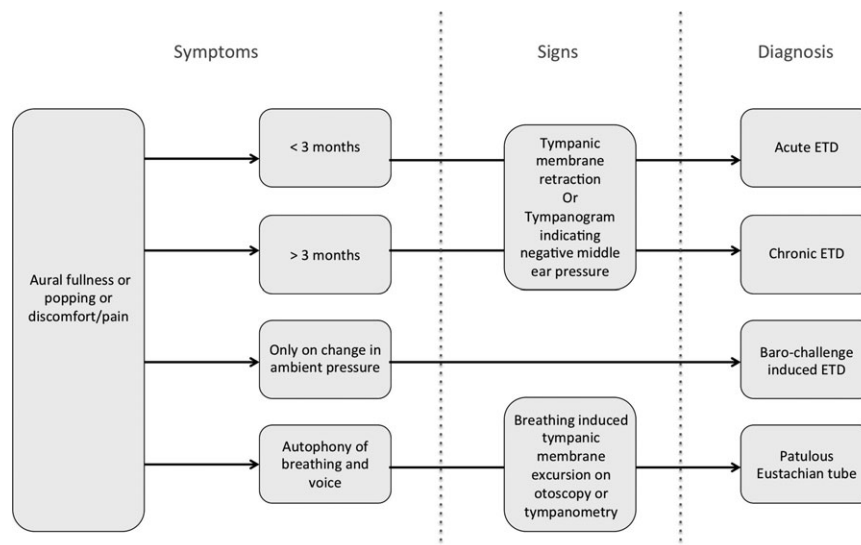 Symptoms
Signs
Diagnosis
Aural fullness or
popping or
discomfort/pain
< 3 months
> 3 months
Only on change in
ambient pressure
Autophony of
breathing and
voice
Tympanic
membrane
retraction
Or
Tympanogram
indicating
negative middle
ear pressure
Breathing induced
tympanic
membrane
excursion on
otoscopy or
tympanometry
Acute ETD
Chronic ETD
Baro-challenge
induced ETD
Patulous
Eustachian tube